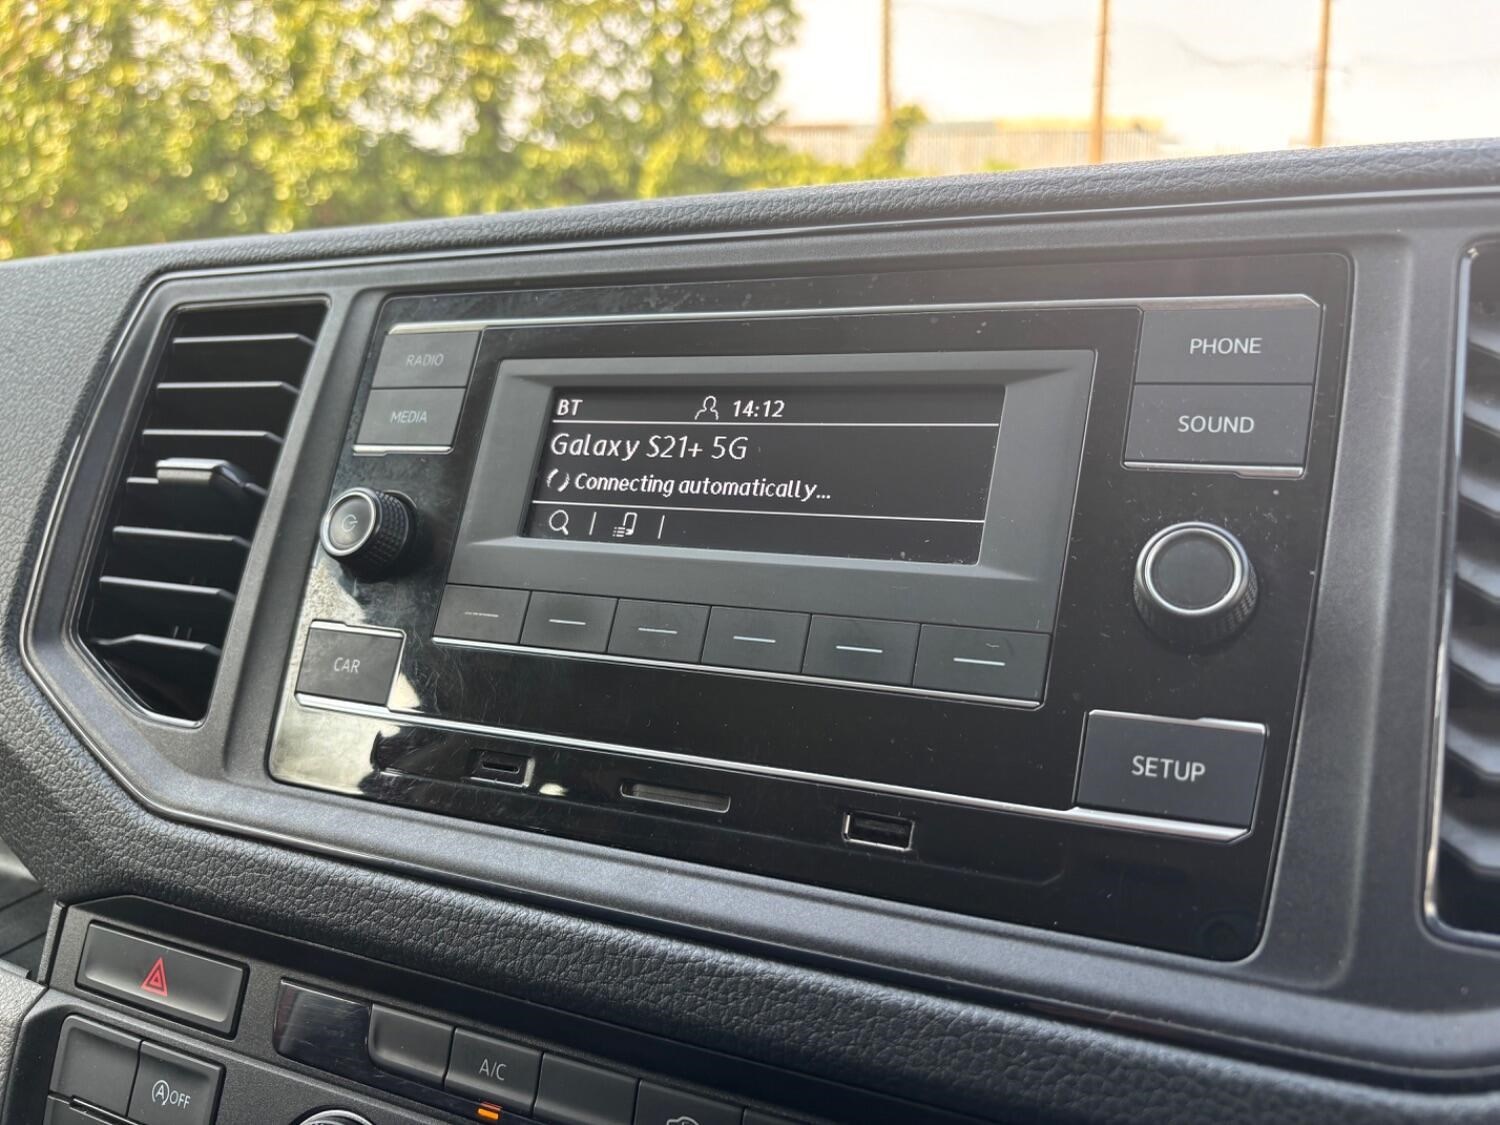 RADIO
MEDIA
BT 14:12
Galaxy S21+ 5G
Connecting automatically...
PHONE
SOUND
CAR
SETUP
A/C
A OFF